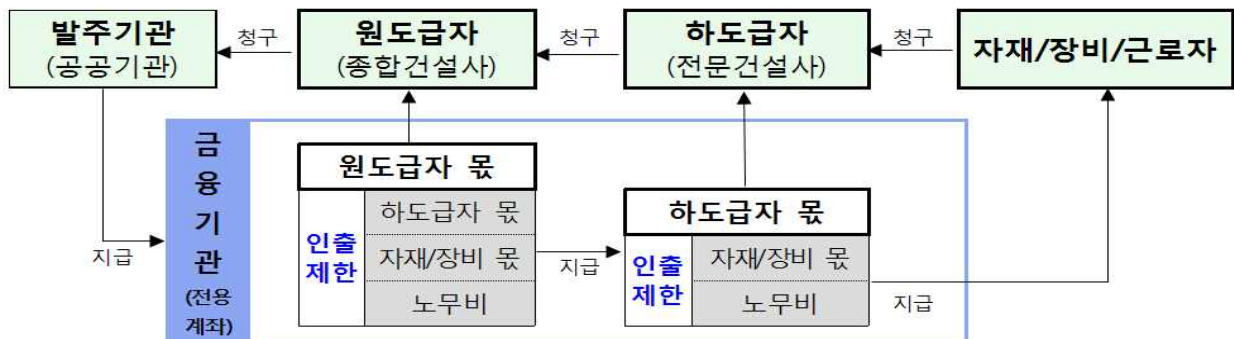 발주기관
(공공기관)
청구
원도급자
(종합건설사)
청구
하도급자
(전문건설사)
청구
자재/장비/근로자
지급
금
융
기
관
(전용
계좌)
원도급자 몫
인출
제한
하도급자 몫
자재/장비 몫
노무비
지급
하도급자 몫
인출
제한
자재/장비 몫
노무비
지급